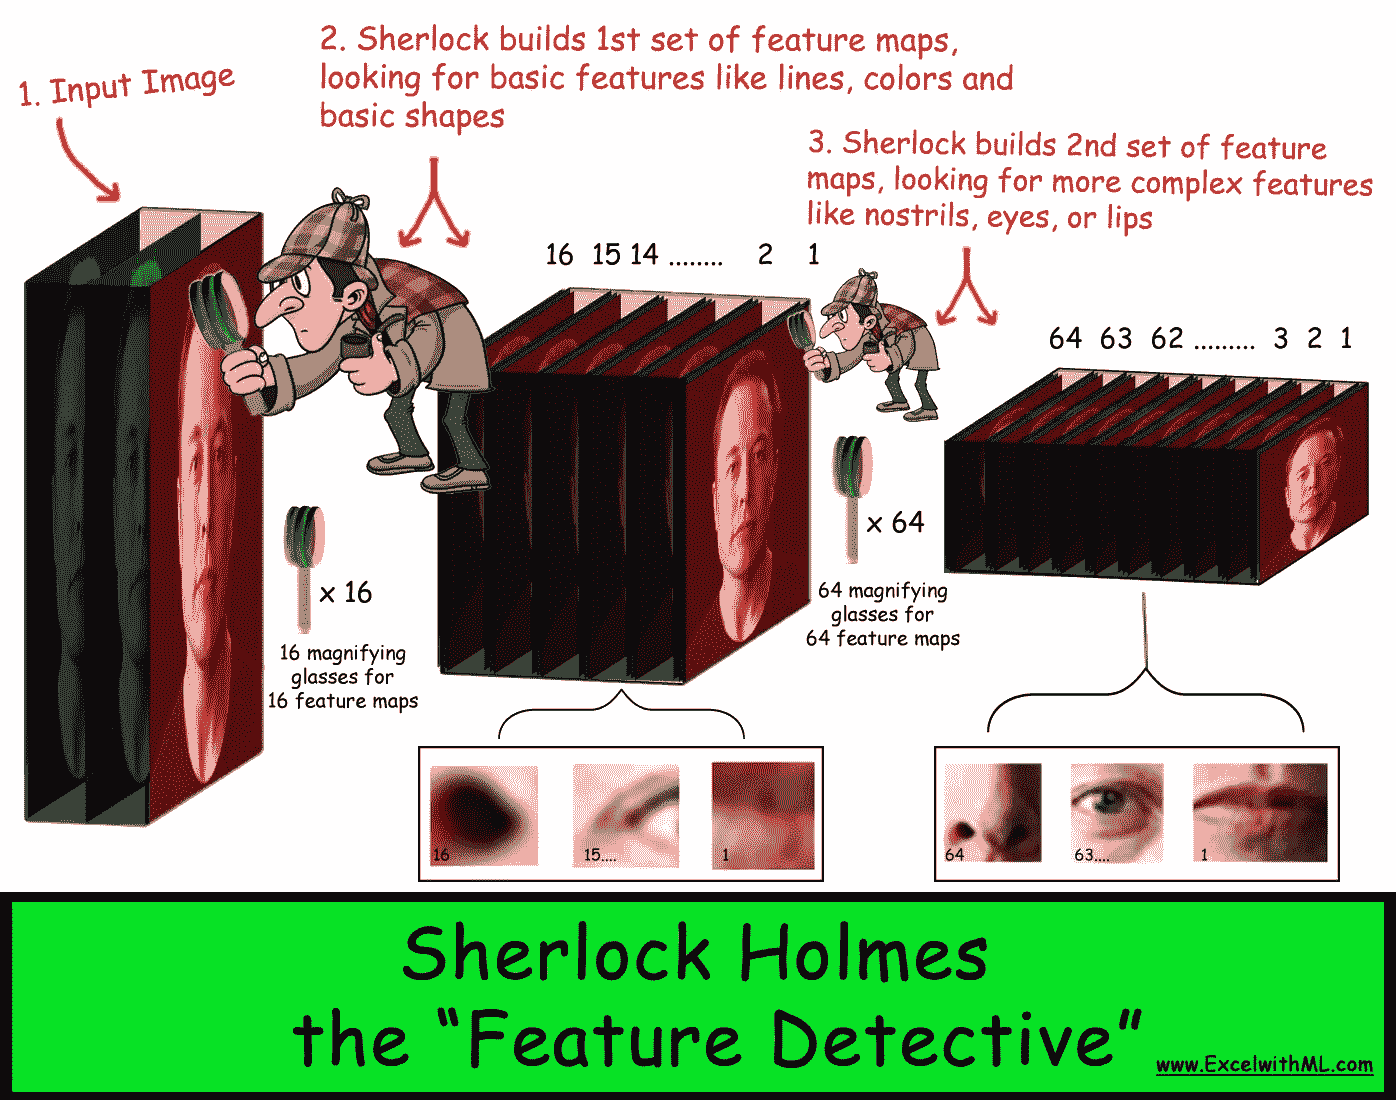 1. Input Image
2. Sherlock builds 1st set of feature maps,
looking for basic features like lines, colors and
basic shapes
3. Sherlock builds 2nd set of feature
maps, looking for more complex features
like nostrils, eyes, or lips
16 15 14 ........ 2 1
64 63 62 ......... 3 2 1
x 16
16 magnifying
glasses for
16 feature maps
x 64
64 magnifying
glasses for
64 feature maps
16
15....
1
64
63....
1
Sherlock Holmes
the “Feature Detective”
www.ExcelwithML.com